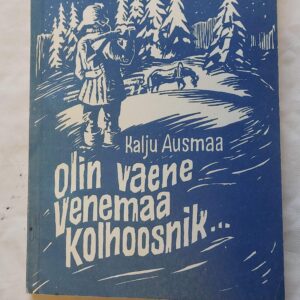 Kalju Ausmaa
Olin vaene
Venemaa
Kolhoosnik...